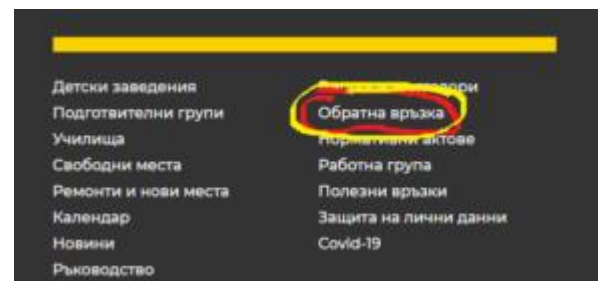 Детски заведения
Подготвителни групи
Училища
Свободни места
Ремонти и нови места
Календар
Новини
Ръководство
Обратна връзка
Нормативни актове
Работна група
Полезни връзки
Защита на лични данни
Covid-19